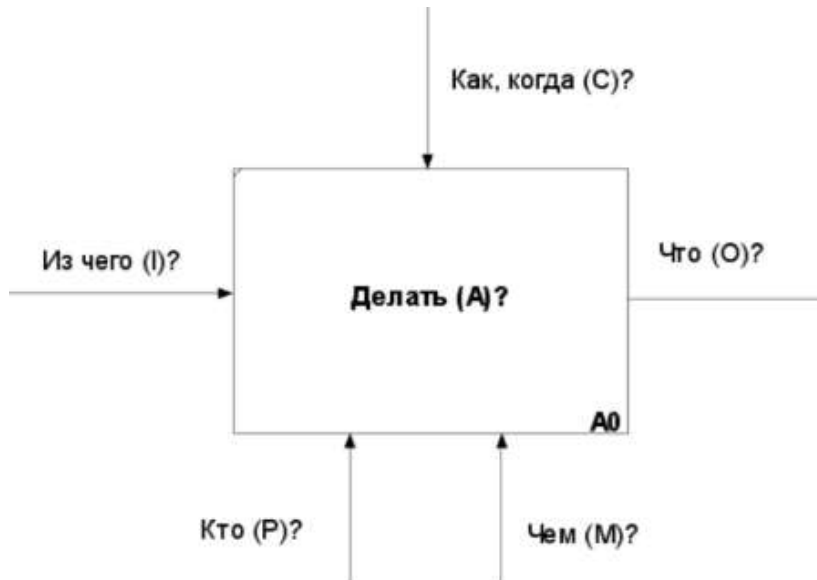 Как, когда (C)?
Из чего (I)?
Что (O)?
Делать (A)?
A0
Кто (P)?
Чем (M)?